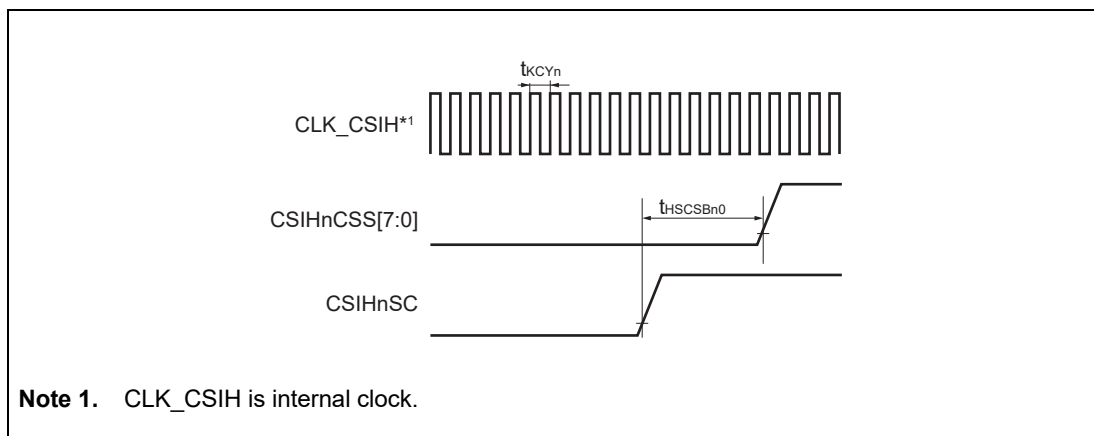 tKCYn
CLK_CSIH*1
CSIHnCSS[7:0]
tHSCSBn0
CSIHnSC
Note 1. CLK_CSIH is internal clock.